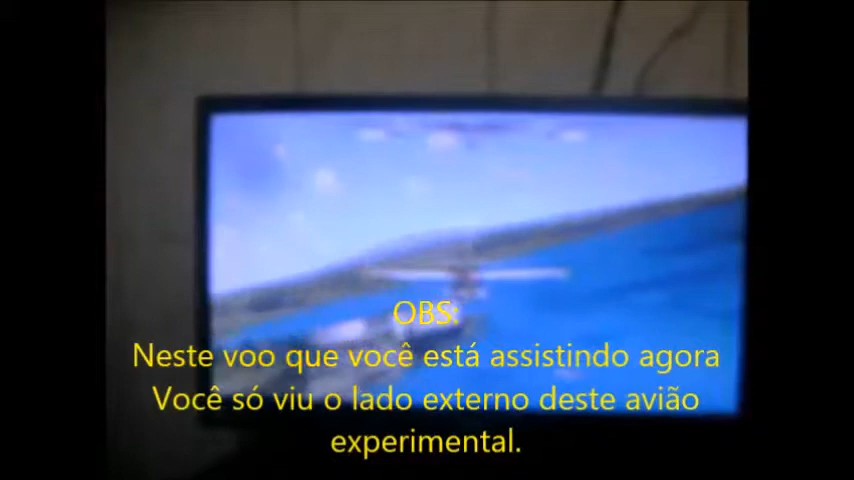 OBS:
Neste voo que você está assistindo agora
Você só viu o lado externo deste avião
experimental.